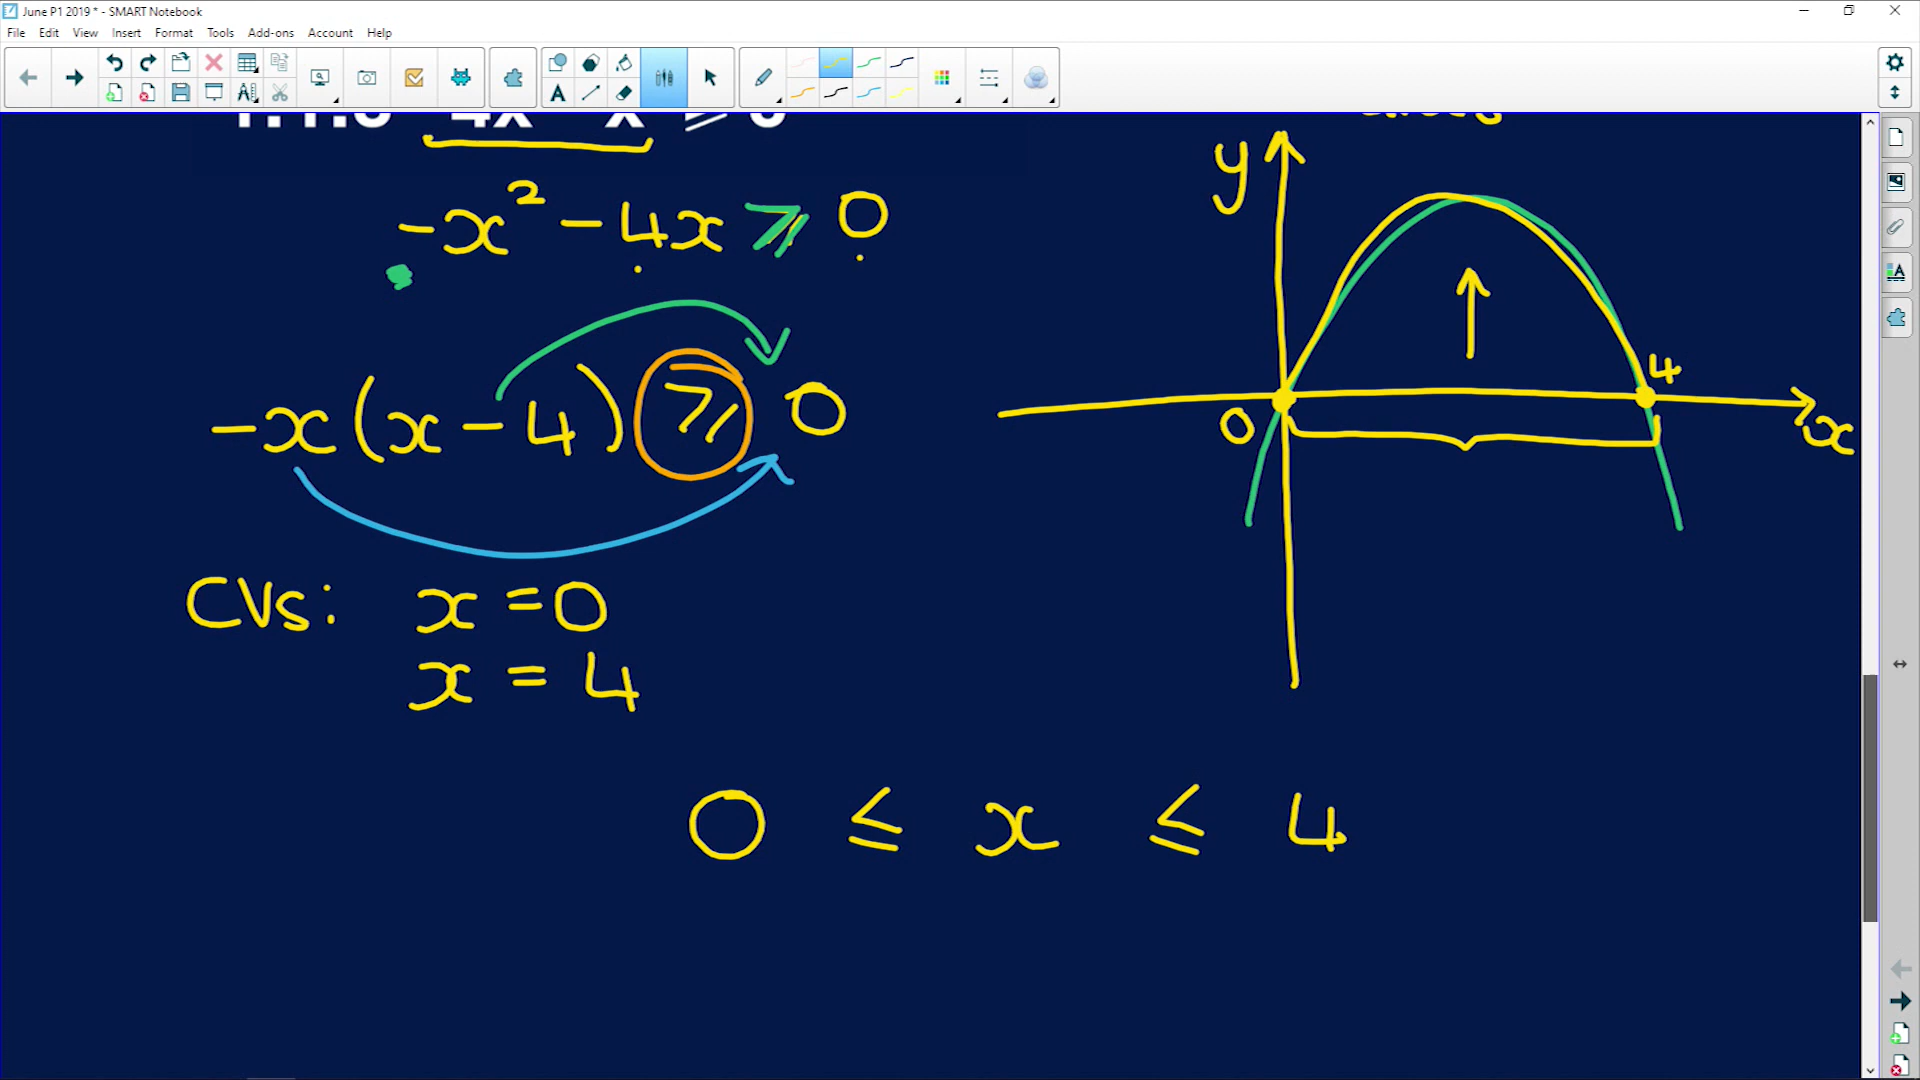 June P1 2019 * - SMART Notebook
File Edit View Insert Format Tools Add-ons Account Help
-x² - 4x ≥ 0
-x(x - 4) ≥ 0
CVs: x = 0
x = 4
0 ≤ x ≤ 4
y
4
0
x